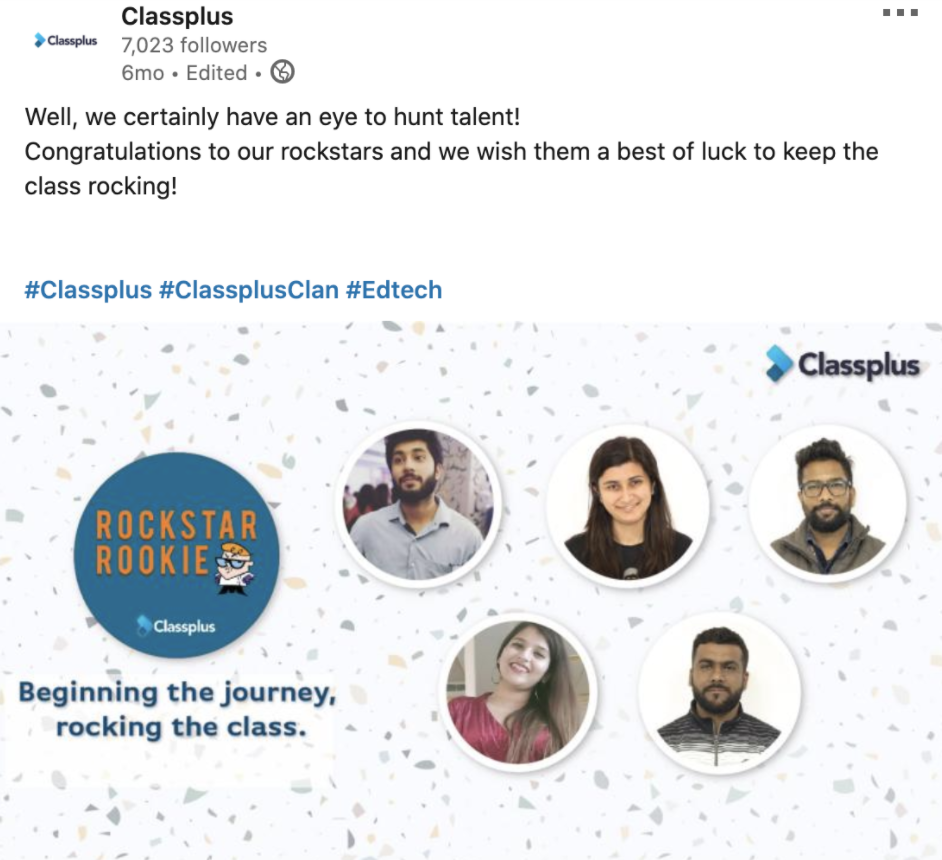 Classplus
Classplus
7,023 followers
6mo • Edited •
Well, we certainly have an eye to hunt talent!
Congratulations to our rockstars and we wish them a best of luck to keep the
class rocking!
#Classplus #ClassplusClan #Edtech
Classplus
ROCKSTAR
ROOKIE
Classplus
Beginning the journey,
rocking the class.